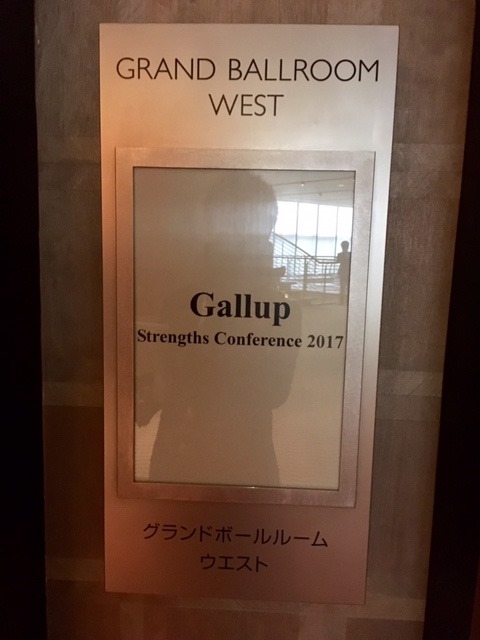 GRAND BALLROOM
WEST
Gallup
Strengths Conference 2017
グランドボールルーム
ウエスト